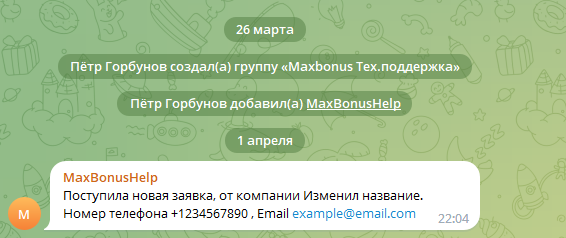 26 марта
Пётр Горбунов создал(а) группу «Maxbonus Тех.поддержка»
Пётр Горбунов добавил(а) MaxBonusHelp
1 апреля
MaxBonusHelp
Поступила новая заявка, от компании Изменил название.
Номер телефона +1234567890 , Email example@email.com
22:04
M